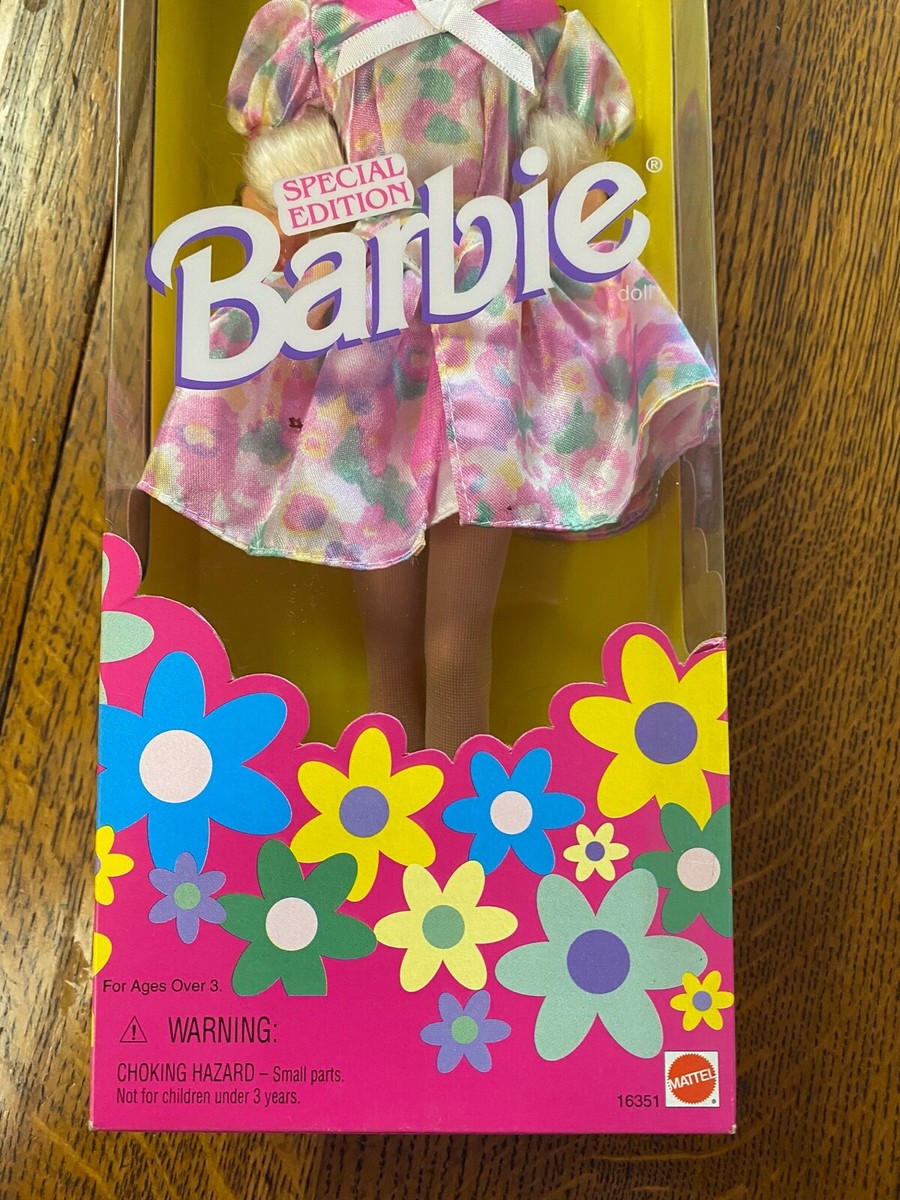 SPECIAL
EDITION
Barbie®
doll
For Ages Over 3.
⚠ WARNING:
CHOKING HAZARD – Small parts.
Not for children under 3 years.
16351
MATTEL